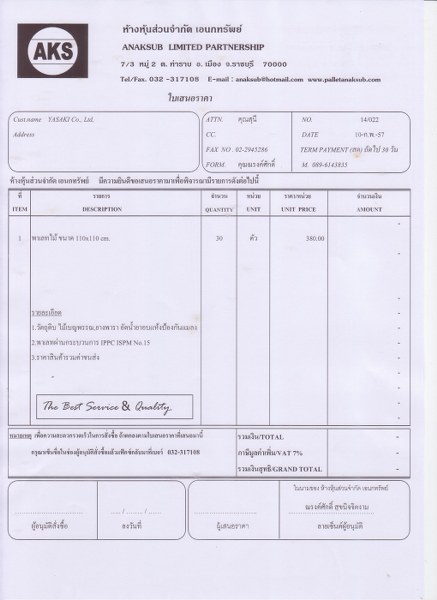 AKS
ห้างหุ้นส่วนจำกัด เอนกทรัพย์
ANAKSUB LIMITED PARTNERSHIP
7/3 หมู่ 2 ต. ท่าราบ อ. เมือง จ.ราชบุรี 70000
Tel/Fax. 032 -317108 E-mail : anaksub@hotmail.com www.palletanaksub.com
ใบเสนอราคา
Cust.name YASAKI Co., Ltd,
Address
ATTN. คุณสุนี
CC.
FAX NO 02-2945286
FORM. คุณณรงค์ศักดิ์
NO. 14/022
DATE 10-ก.พ.-57
TERM PAYMENT (สด) ถัดไป 30 วัน
M. 089-6143835
ห้างหุ้นส่วนจำกัด เอนกทรัพย์ มีความยินดีขอเสนอราคามาเพื่อพิจารณามีรายการดังต่อไปนี้
ที่ รายการ จำนวน หน่วย ราคา/หน่วย จำนวนเงิน
ITEM DESCRIPTION QUANTITY UNIT UNIT PRICE AMOUNT
-
1 พาเลทไม้ ขนาด 110x110 cm. 30 ตัว 380.00 -
-
-
รายละเอียด -
1.วัตถุดิบ ไม้เบญพรรณ,ยางพารา อัดน้ำยาอบแห้งป้องกันแมลง -
2.พาเลทผ่านกระบวนการ IPPC ISPM No.15 -
3.ราคาสินค้ารวมค่าขนส่ง -
-
-
The Best Service & Quality -
หมายเหตุ เพื่อความสะดวกรวดเร็วในการสั่งซื้อ ถ้าตกลงตามใบเสนอราคานี้
กรุณาเซ็นชื่อในช่องผู้อนุมัติสั่งซื้อแล้วแฟ็กซ์กลับมาที่เบอร์ 032-317108
รวมเงิน/TOTAL -
ภาษีมูลค่าเพิ่ม/VAT 7% -
รวมเงินสุทธิ/GRAND TOTAL -
ผู้อนุมัติสั่งซื้อ
..... / ..... / .....
ลงวันที่
ผู้เสนอราคา
ในนามของ ห้างหุ้นส่วนจำกัด เอนกทรัพย์
ณรงค์ศักดิ์ สุขนิจจิตงาม
ลายเซ็นต์ผู้อนุมัติ